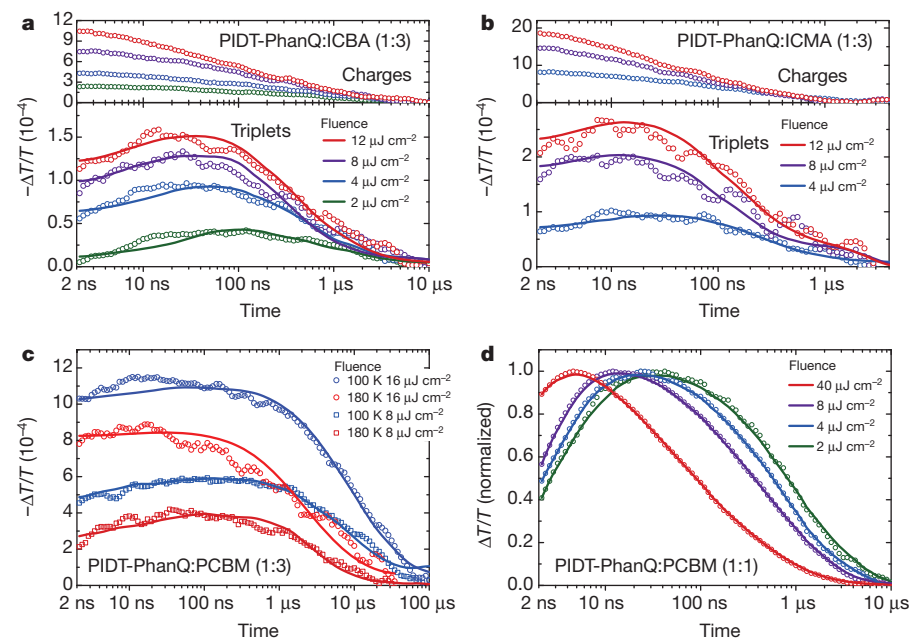 a
PIDT-PhanQ:ICBA (1:3)
Charges
12
9
6
3
0
Triplets
Fluence
12 μJ cm⁻²
8 μJ cm⁻²
4 μJ cm⁻²
2 μJ cm⁻²
1.5
1.0
0.5
0.0
−ΔT/T (10⁻⁴)
2 ns 10 ns 100 ns 1 μs 10 μs
Time
b
PIDT-PhanQ:ICMA (1:3)
Charges
20
10
0
Triplets
Fluence
12 μJ cm⁻²
8 μJ cm⁻²
4 μJ cm⁻²
2
1
0
−ΔT/T (10⁻⁴)
2 ns 10 ns 100 ns 1 μs
Time
c
Fluence
100 K 16 μJ cm⁻²
180 K 16 μJ cm⁻²
100 K 8 μJ cm⁻²
180 K 8 μJ cm⁻²
12
10
8
6
4
2
0
−ΔT/T (10⁻⁴)
PIDT-PhanQ:PCBM (1:3)
2 ns 10 ns 100 ns 1 μs 10 μs 100 μs
Time
d
Fluence
40 μJ cm⁻²
8 μJ cm⁻²
4 μJ cm⁻²
2 μJ cm⁻²
1.0
0.8
0.6
0.4
0.2
0.0
ΔT/T (normalized)
PIDT-PhanQ:PCBM (1:1)
2 ns 10 ns 100 ns 1 μs 10 μs
Time